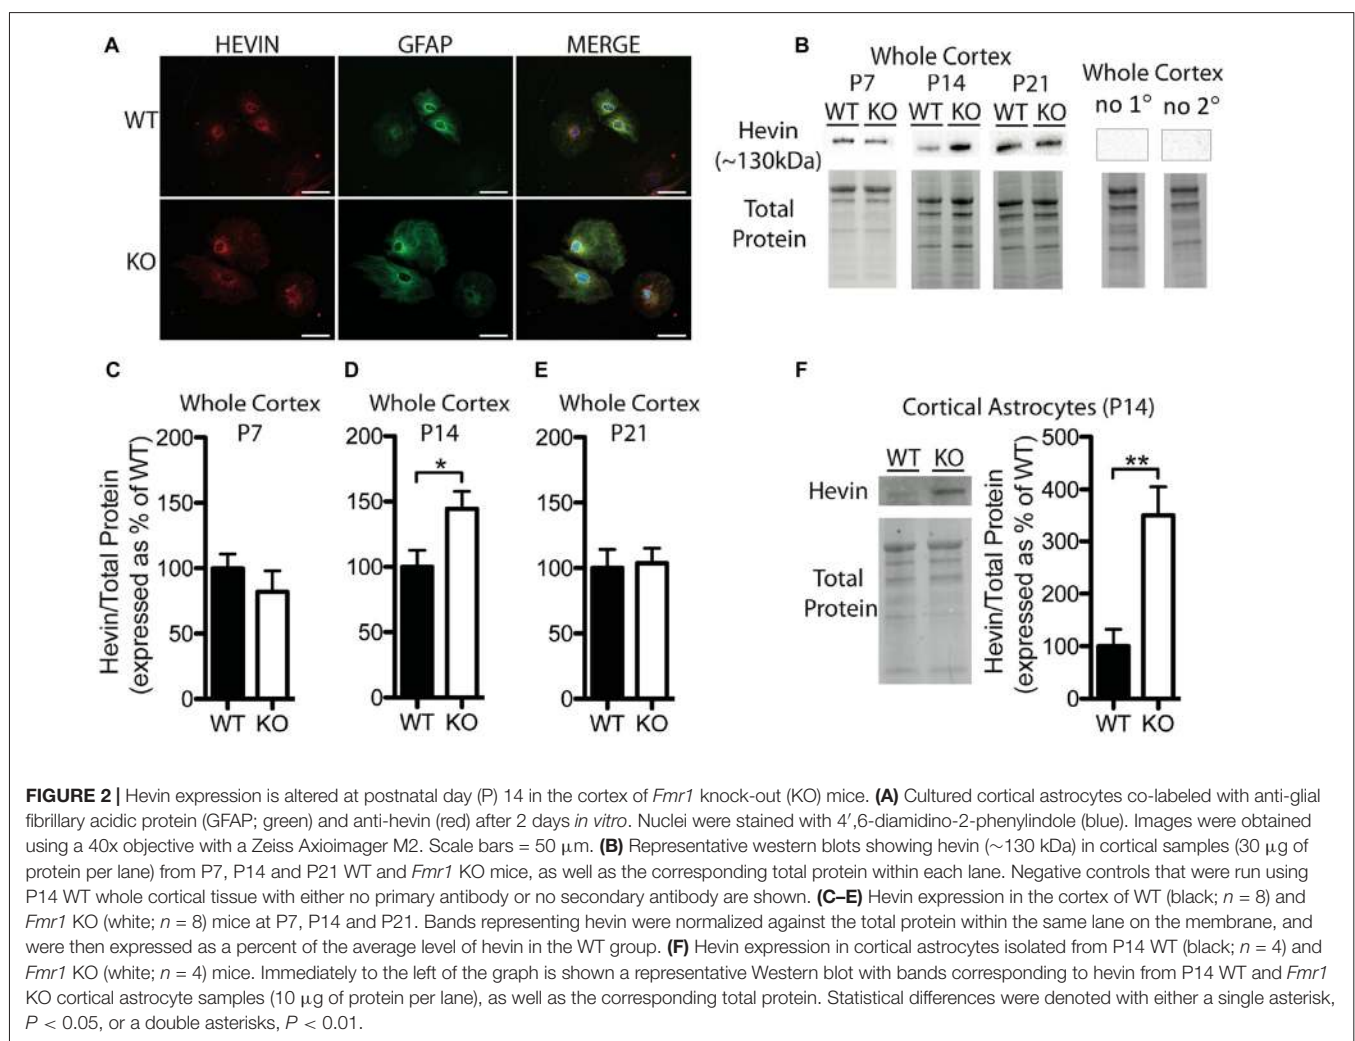 A
HEVIN
GFAP
MERGE
WT
KO
B
Whole Cortex
P7
P14
P21
WT KO
WT KO
WT KO
Hevin
(~130kDa)
Total
Protein
Whole Cortex
no 1°
no 2°
C
Whole Cortex
P7
Hevin/Total Protein
(expressed as % of WT)
200
150
100
50
0
WT KO
D
Whole Cortex
P14
200
150
100
50
0
*
WT KO
E
Whole Cortex
P21
200
150
100
50
0
WT KO
F
Cortical Astrocytes (P14)
WT KO
Hevin
Total
Protein
Hevin/Total Protein
(expressed as % of WT)
500
400
300
200
100
0
**
WT KO
FIGURE 2 | Hevin expression is altered at postnatal day (P) 14 in the cortex of Fmr1 knock-out (KO) mice. (A) Cultured cortical astrocytes co-labeled with anti-glial
fibrillary acidic protein (GFAP; green) and anti-hevin (red) after 2 days in vitro. Nuclei were stained with 4′,6-diamidino-2-phenylindole (blue). Images were obtained
using a 40x objective with a Zeiss Axioimager M2. Scale bars = 50 μm. (B) Representative western blots showing hevin (~130 kDa) in cortical samples (30 μg of
protein per lane) from P7, P14 and P21 WT and Fmr1 KO mice, as well as the corresponding total protein within each lane. Negative controls that were run using
P14 WT whole cortical tissue with either no primary antibody or no secondary antibody are shown. (C–E) Hevin expression in the cortex of WT (black; n = 8) and
Fmr1 KO (white; n = 8) mice at P7, P14 and P21. Bands representing hevin were normalized against the total protein within the same lane on the membrane, and
were then expressed as a percent of the average level of hevin in the WT group. (F) Hevin expression in cortical astrocytes isolated from P14 WT (black; n = 4) and
Fmr1 KO (white; n = 4) mice. Immediately to the left of the graph is shown a representative Western blot with bands corresponding to hevin from P14 WT and Fmr1
KO cortical astrocyte samples (10 μg of protein per lane), as well as the corresponding total protein. Statistical differences were denoted with either a single asterisk,
P < 0.05, or a double asterisks, P < 0.01.